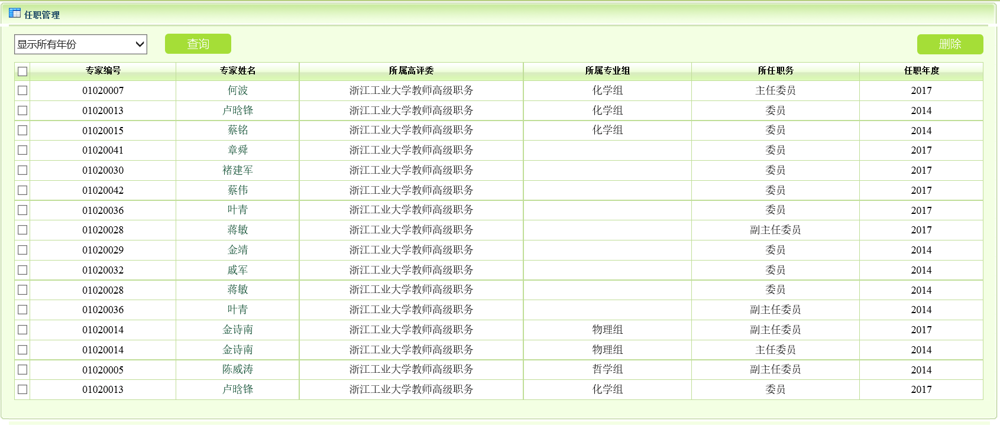 任职管理
显示所有年份 查询 删除
专家编号 专家姓名 所属高评委 所属专业组 所任职务 任职年度
01020007 何波 浙江工业大学教师高级职务 化学组 主任委员 2017
01020013 卢晗锋 浙江工业大学教师高级职务 化学组 委员 2014
01020015 蔡铭 浙江工业大学教师高级职务 化学组 委员 2014
01020041 章舜 浙江工业大学教师高级职务 委员 2017
01020030 褚建军 浙江工业大学教师高级职务 委员 2017
01020042 蔡伟 浙江工业大学教师高级职务 委员 2017
01020036 叶青 浙江工业大学教师高级职务 委员 2017
01020028 蒋敏 浙江工业大学教师高级职务 副主任委员 2017
01020029 金靖 浙江工业大学教师高级职务 委员 2014
01020032 戚军 浙江工业大学教师高级职务 委员 2014
01020028 蒋敏 浙江工业大学教师高级职务 委员 2014
01020036 叶青 浙江工业大学教师高级职务 副主任委员 2014
01020014 金诗南 浙江工业大学教师高级职务 物理组 副主任委员 2017
01020014 金诗南 浙江工业大学教师高级职务 物理组 主任委员 2014
01020005 陈威涛 浙江工业大学教师高级职务 哲学组 副主任委员 2014
01020013 卢晗锋 浙江工业大学教师高级职务 化学组 委员 2017